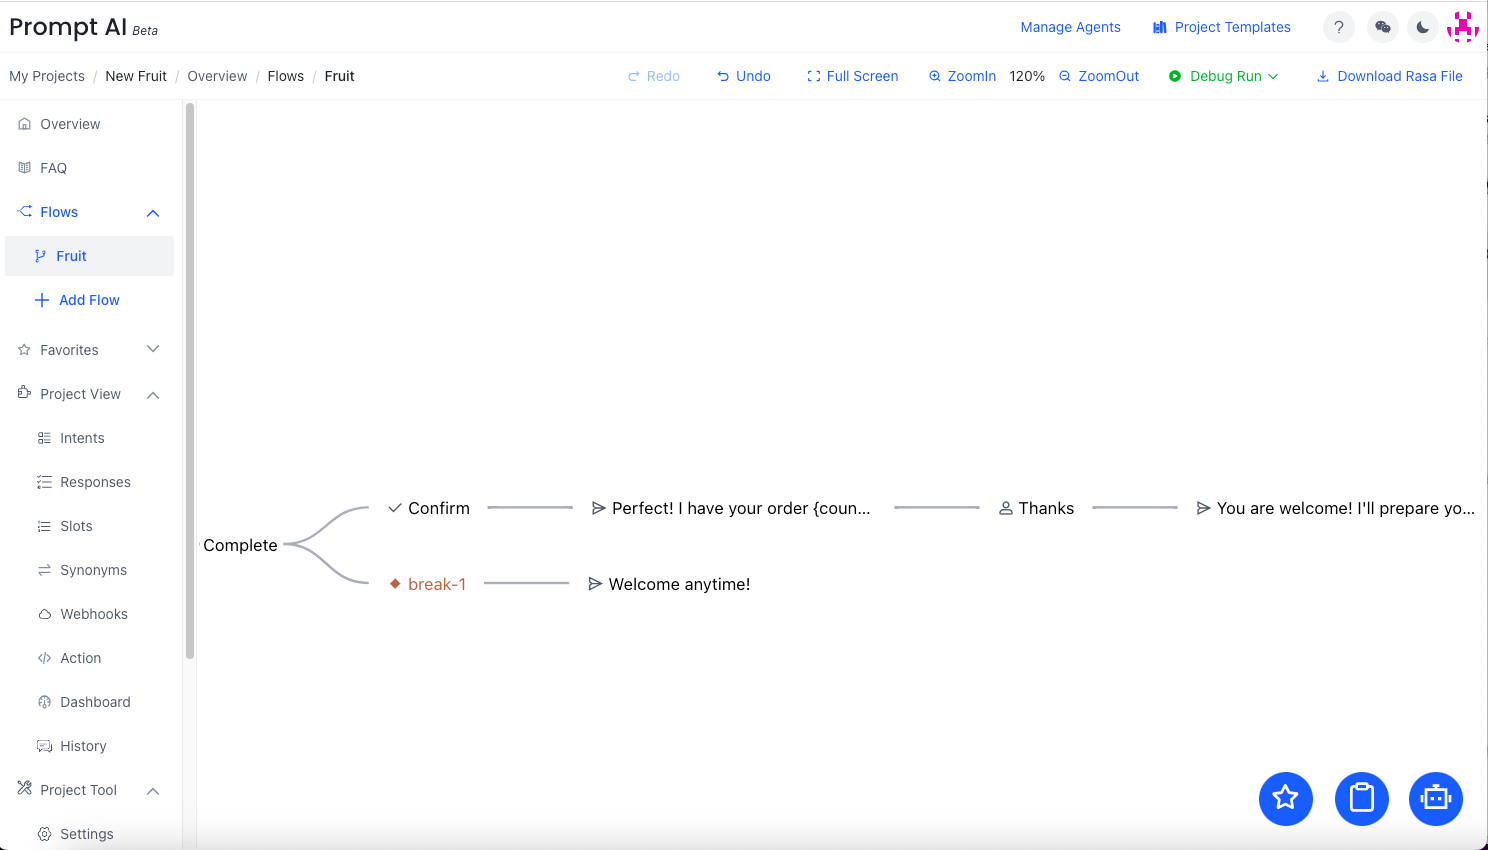 Prompt AI Beta
Manage Agents
Project Templates
?
My Projects / New Fruit / Overview / Flows / Fruit
Redo
Undo
Full Screen
ZoomIn
120%
ZoomOut
Debug Run
Download Rasa File
Overview
FAQ
Flows
Fruit
Add Flow
Favorites
Project View
Intents
Responses
Slots
Synonyms
Webhooks
Action
Dashboard
History
Project Tool
Settings
Complete
Confirm
Perfect! I have your order {coun...
Thanks
You are welcome! I'll prepare yo...
break-1
Welcome anytime!